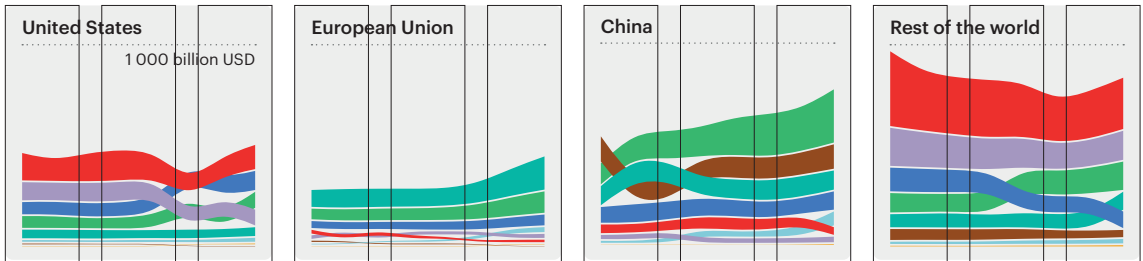 United States
1 000 billion USD
European Union
China
Rest of the world